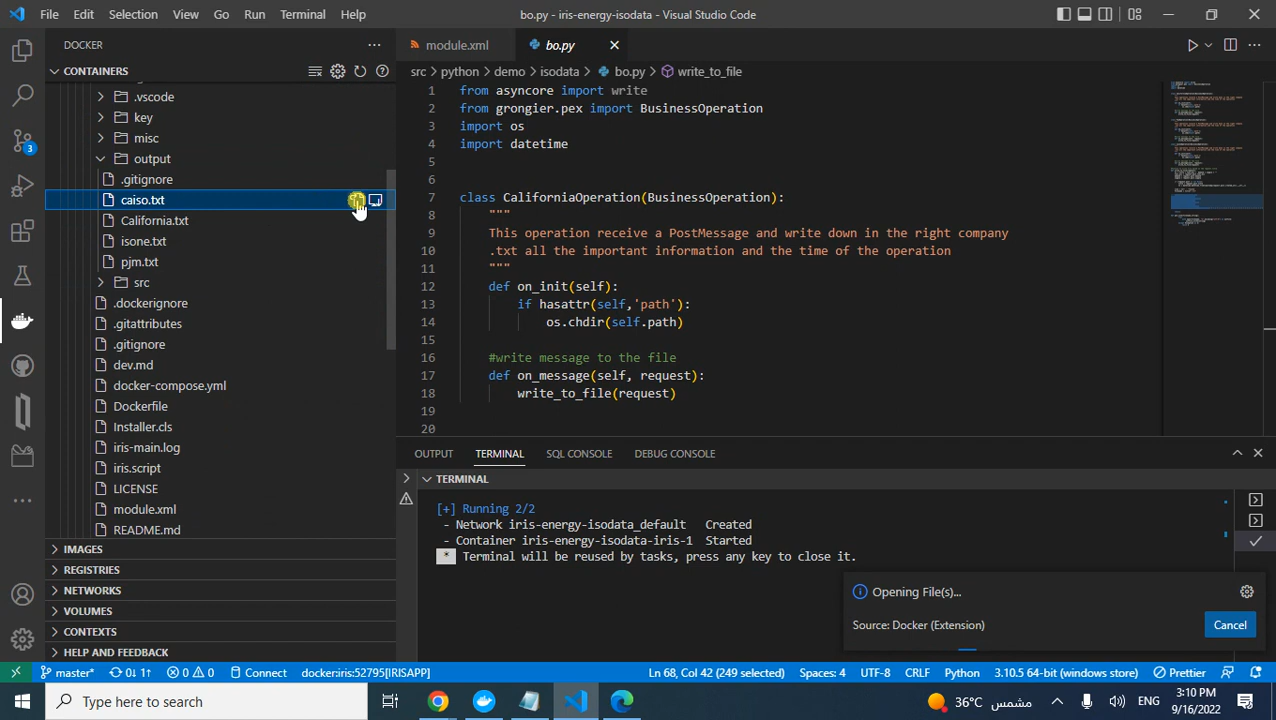 File Edit Selection View Go Run Terminal Help
bo.py - iris-energy-isodata - Visual Studio Code
DOCKER
CONTAINERS
.vscode
key
misc
output
.gitignore
caiso.txt
California.txt
isone.txt
pjm.txt
src
.dockerignore
.gitattributes
.gitignore
dev.md
docker-compose.yml
Dockerfile
Installer.cls
iris-main.log
iris.script
LICENSE
module.xml
README.md
IMAGES
REGISTRIES
NETWORKS
VOLUMES
CONTEXTS
HELP AND FEEDBACK
3
module.xml
bo.py
src > python > demo > isodata > bo.py > write_to_file
1 from asyncore import write
2 from grongier.pex import BusinessOperation
3 import os
4 import datetime
5
6
7 class CaliforniaOperation(BusinessOperation):
8 """
9 This operation receive a PostMessage and write down in the right company
10 .txt all the important information and the time of the operation
11 """
12 def on_init(self):
13 if hasattr(self,'path'):
14 os.chdir(self.path)
15
16 #write message to the file
17 def on_message(self, request):
18 write_to_file(request)
19
20
OUTPUT TERMINAL SQL CONSOLE DEBUG CONSOLE
TERMINAL
[+] Running 2/2
- Network iris-energy-isodata_default Created
- Container iris-energy-isodata-iris-1 Started
* Terminal will be reused by tasks, press any key to close it.
Opening File(s)...
Source: Docker (Extension)
Cancel
master* 0↓ 1↑ 0 0 Connect docker:iris:52795[IRISAPP] Ln 68, Col 42 (249 selected) Spaces: 4 UTF-8 CRLF Python 3.10.5 64-bit (windows store) Prettier
Type here to search
36°C مشمس
ENG
3:10 PM
9/16/2022